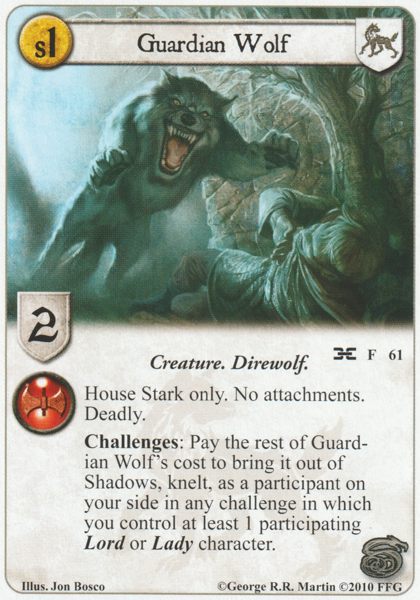 s1
Guardian Wolf
2
Creature. Direwolf.
F 61
House Stark only. No attachments.
Deadly.
Challenges: Pay the rest of Guard-
ian Wolf's cost to bring it out of
Shadows, knelt, as a participant on
your side in any challenge in which
you control at least 1 participating
Lord or Lady character.
Illus. Jon Bosco
©George R.R. Martin ©2010 FFG